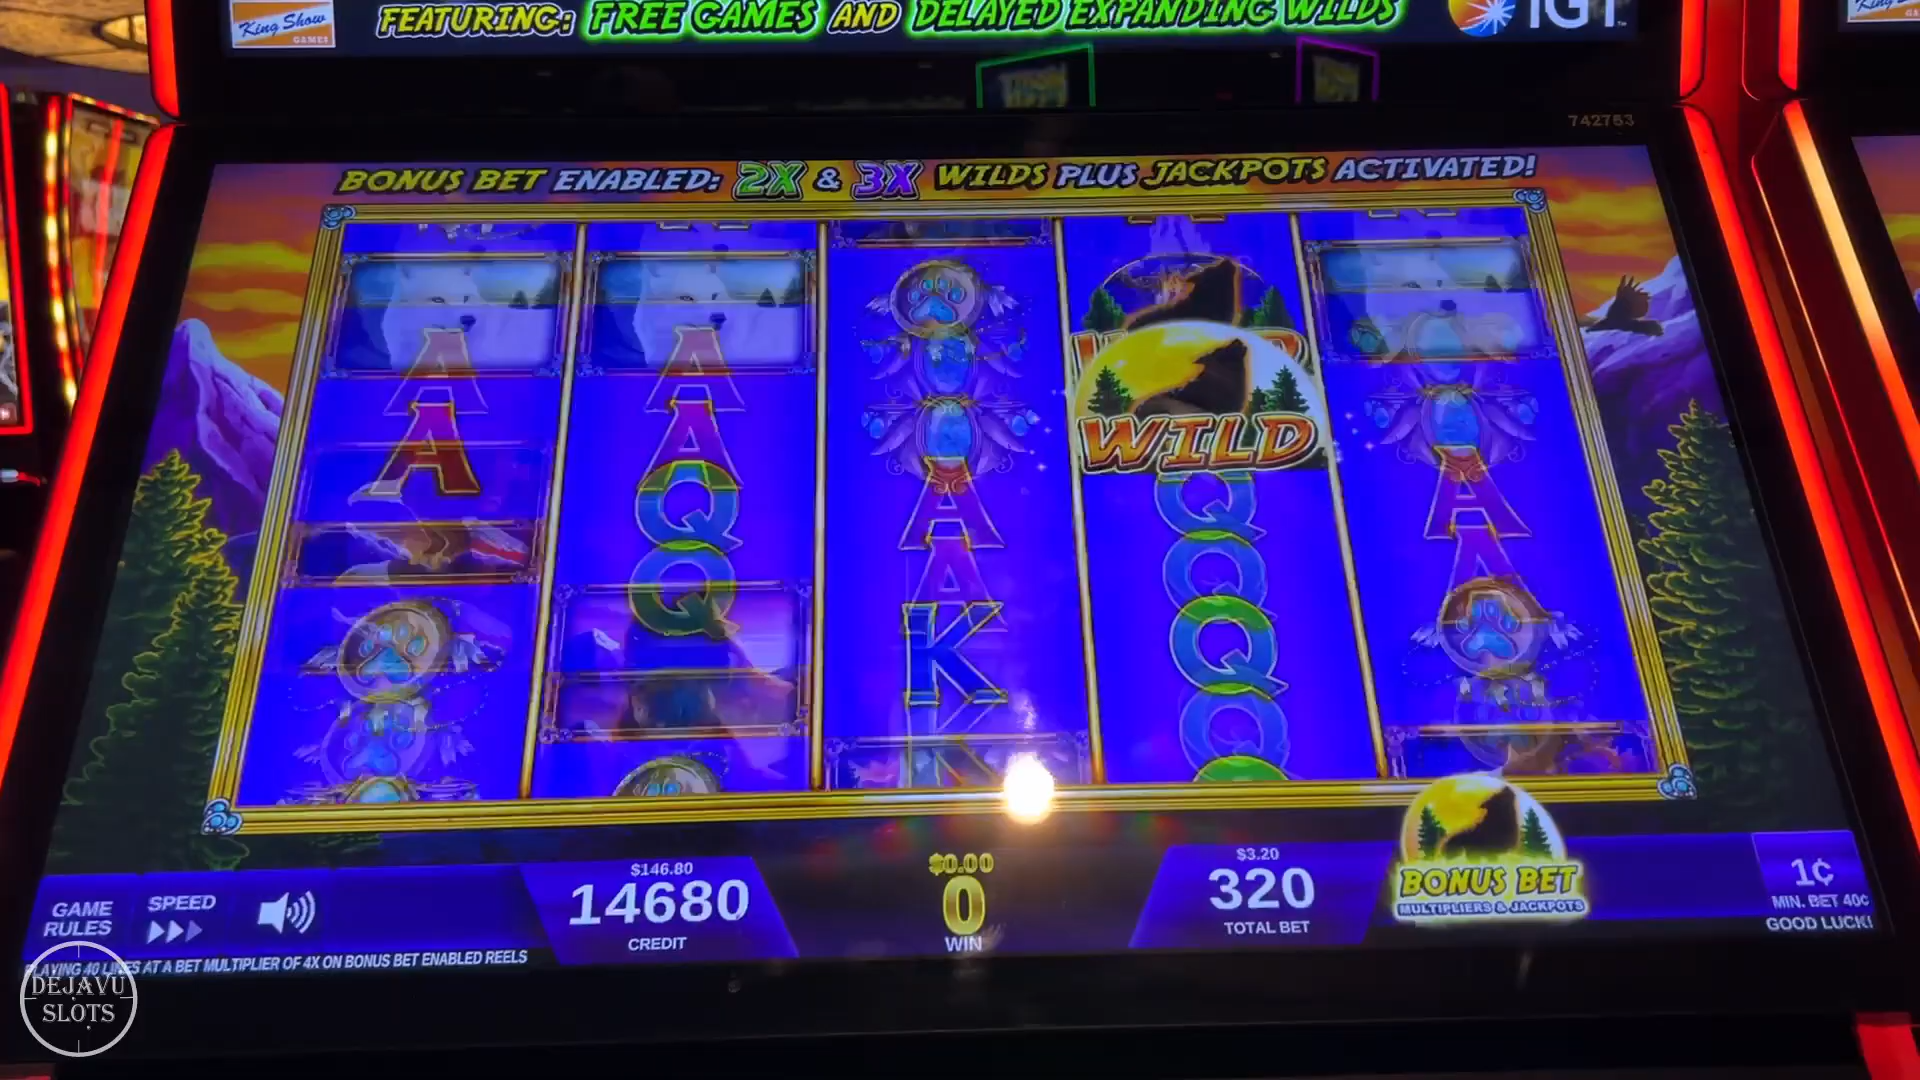 King Show
GAMES
FEATURING: FREE GAMES AND DELAYED EXPANDING WILDS
IGT
742753
BONUS BET ENABLED: 2X & 3X WILDS PLUS JACKPOTS ACTIVATED!
A
A
WILD
A
A
Q
Q
A
A
K
K
Q
Q
Q
Q
Q
A
A
GAME RULES
SPEED
$146.80
14680
CREDIT
$0.00
0
WIN
$3.20
320
TOTAL BET
BONUS BET
MULTIPLIERS & JACKPOTS
1¢
MIN. BET 40¢
GOOD LUCK!
PLAYING 40 LINES AT A BET MULTIPLIER OF 4X ON BONUS BET ENABLED REELS
DEJAVU
SLOTS